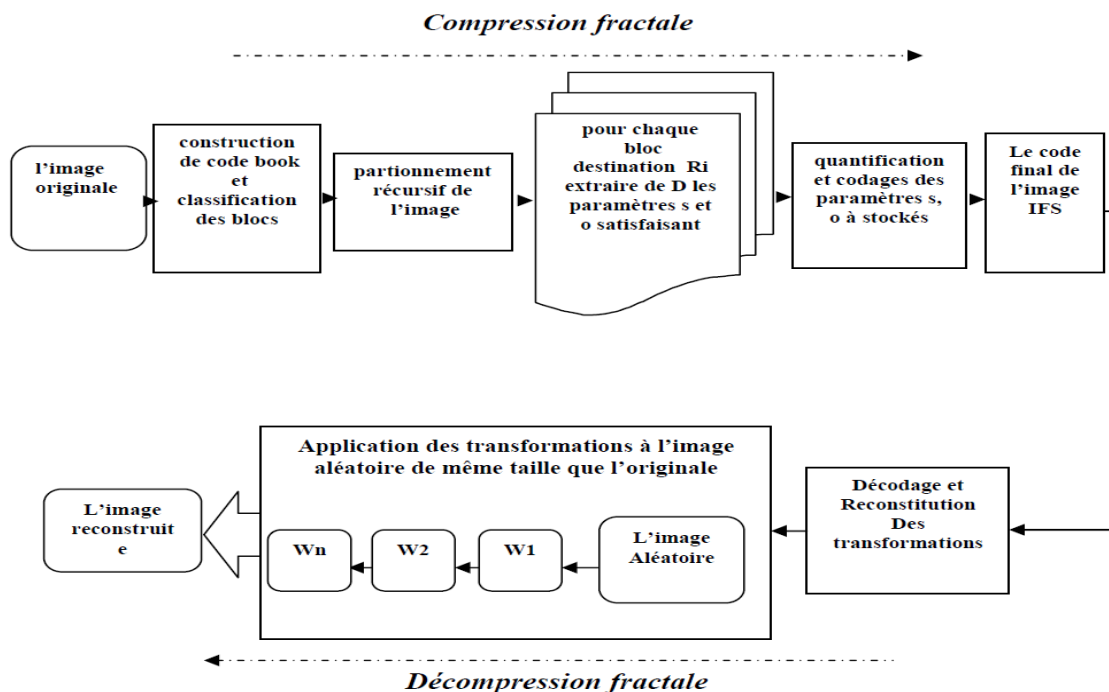 Compression fractale
l’image
originale
construction
de code book
et
classification
des blocs
partionnement
récursif de
l’image
pour chaque
bloc
destination Ri
extraire de D les
paramètres s et
o satisfaisant
quantification
et codages des
paramètres s,
o à stockés
Le code
final de
l’image
IFS
Application des transformations à l’image
aléatoire de même taille que l’originale
L’image
reconstruit
e
Wn
W2
W1
L’image
Aléatoire
Décodage et
Reconstitution
Des
transformations
Décompression fractale